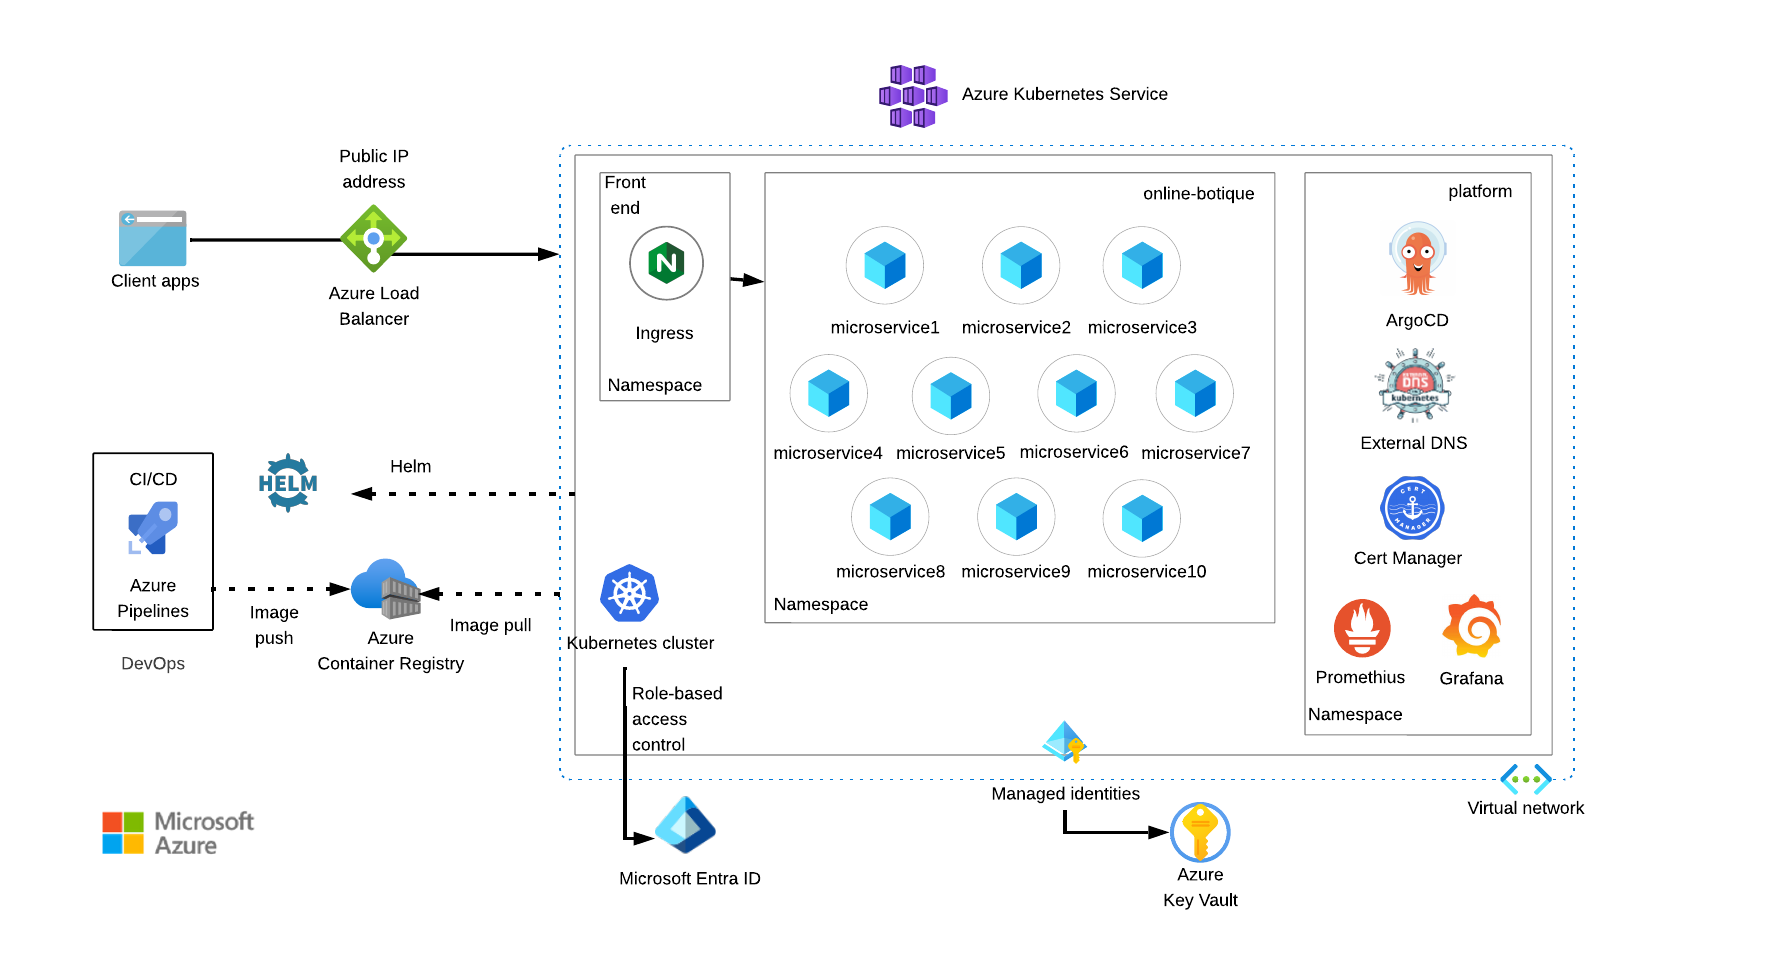 Azure Kubernetes Service
Public IP
address
Client apps
Azure Load
Balancer
Front
end
Ingress
Namespace
online-botique
microservice1
microservice2
microservice3
microservice4
microservice5
microservice6
microservice7
microservice8
microservice9
microservice10
Namespace
platform
ArgoCD
DNS
kubernetes
External DNS
CERT
MANAGER
Cert Manager
Promethius
Grafana
Namespace
CI/CD
Azure
Pipelines
DevOps
HELM
Helm
Image
push
Azure
Container Registry
Image pull
Kubernetes cluster
Role-based
access
control
Microsoft Entra ID
Managed identities
Azure
Key Vault
Virtual network
Microsoft
Azure